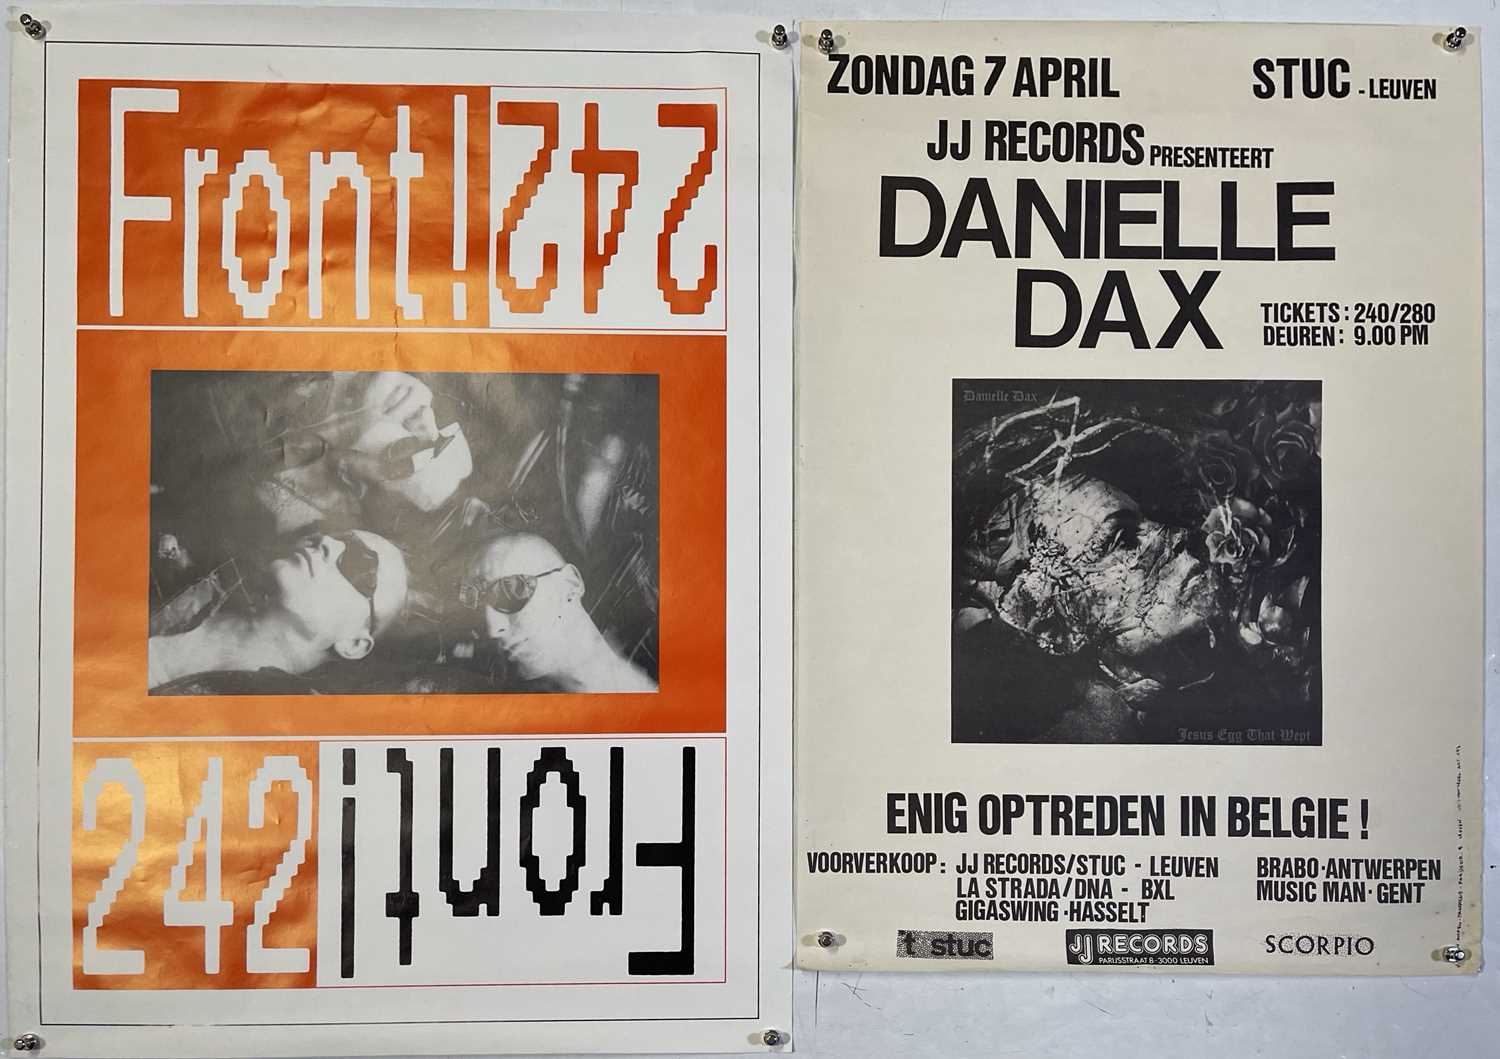 Front! 242
242 Front!
ZONDAG 7 APRIL
STUC - LEUVEN
JJ RECORDS PRESENTEERT
DANIELLE
DAX
TICKETS: 240/280
DEUREN: 9.00 PM
Danielle Dax
Jesus Egg That Wept
ENIG OPTREDEN IN BELGIE !
VOORVERKOOP: JJ RECORDS/STUC - LEUVEN
LA STRADA/DNA - BXL
GIGASWING·HASSELT
BRABO·ANTWERPEN
MUSIC MAN·GENT
't stuc
JJ RECORDS
PARIJSSTRAAT 8-3000 LEUVEN
SCORPIO